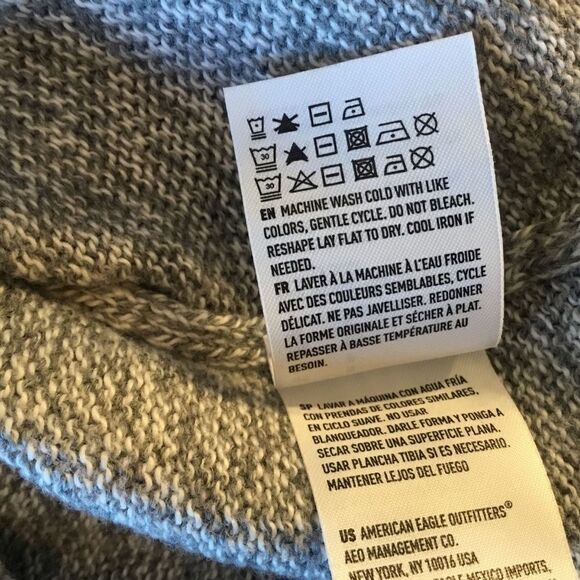 30
30
EN MACHINE WASH COLD WITH LIKE
COLORS, GENTLE CYCLE. DO NOT BLEACH.
RESHAPE LAY FLAT TO DRY. COOL IRON IF
NEEDED.
FR LAVER À LA MACHINE À L'EAU FROIDE
AVEC DES COULEURS SEMBLABLES, CYCLE
DÉLICAT. NE PAS JAVELLISER. REDONNER
LA FORME ORIGINALE ET SÉCHER À PLAT.
REPASSER À BASSE TEMPÉRATURE AU
BESOIN.
SP LAVAR A MÁQUINA CON AGUA FRÍA
CON PRENDAS DE COLORES SIMILARES,
EN CICLO SUAVE. NO USAR
BLANQUEADOR. DARLE FORMA Y PONGA A
SECAR SOBRE UNA SUPERFICIE PLANA.
USAR PLANCHA TIBIA SI ES NECESARIO.
MANTENER LEJOS DEL FUEGO
US AMERICAN EAGLE OUTFITTERS®
AEO MANAGEMENT CO.
NEW YORK, NY 10016 USA
MEXICO IMPORTS,